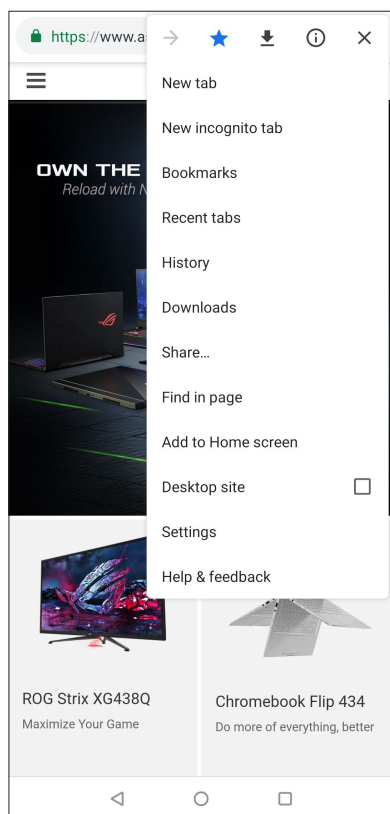 https://www.a
New tab
New incognito tab
OWN THE
Bookmarks
Reload with N
Recent tabs
History
Downloads
Share...
Find in page
Add to Home screen
Desktop site
Settings
Help & feedback
ROG Strix XG438Q
Maximize Your Game
Chromebook Flip 434
Do more of everything, better